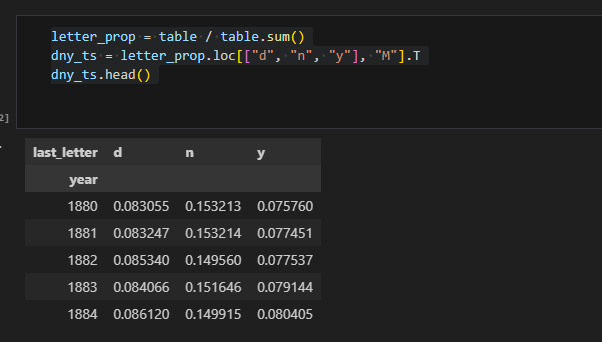 letter_prop = table / table.sum()
dny_ts = letter_prop.loc[["d", "n", "y"], "M"].T
dny_ts.head()
2]
last_letter d n y
year
1880 0.083055 0.153213 0.075760
1881 0.083247 0.153214 0.077451
1882 0.085340 0.149560 0.077537
1883 0.084066 0.151646 0.079144
1884 0.086120 0.149915 0.080405